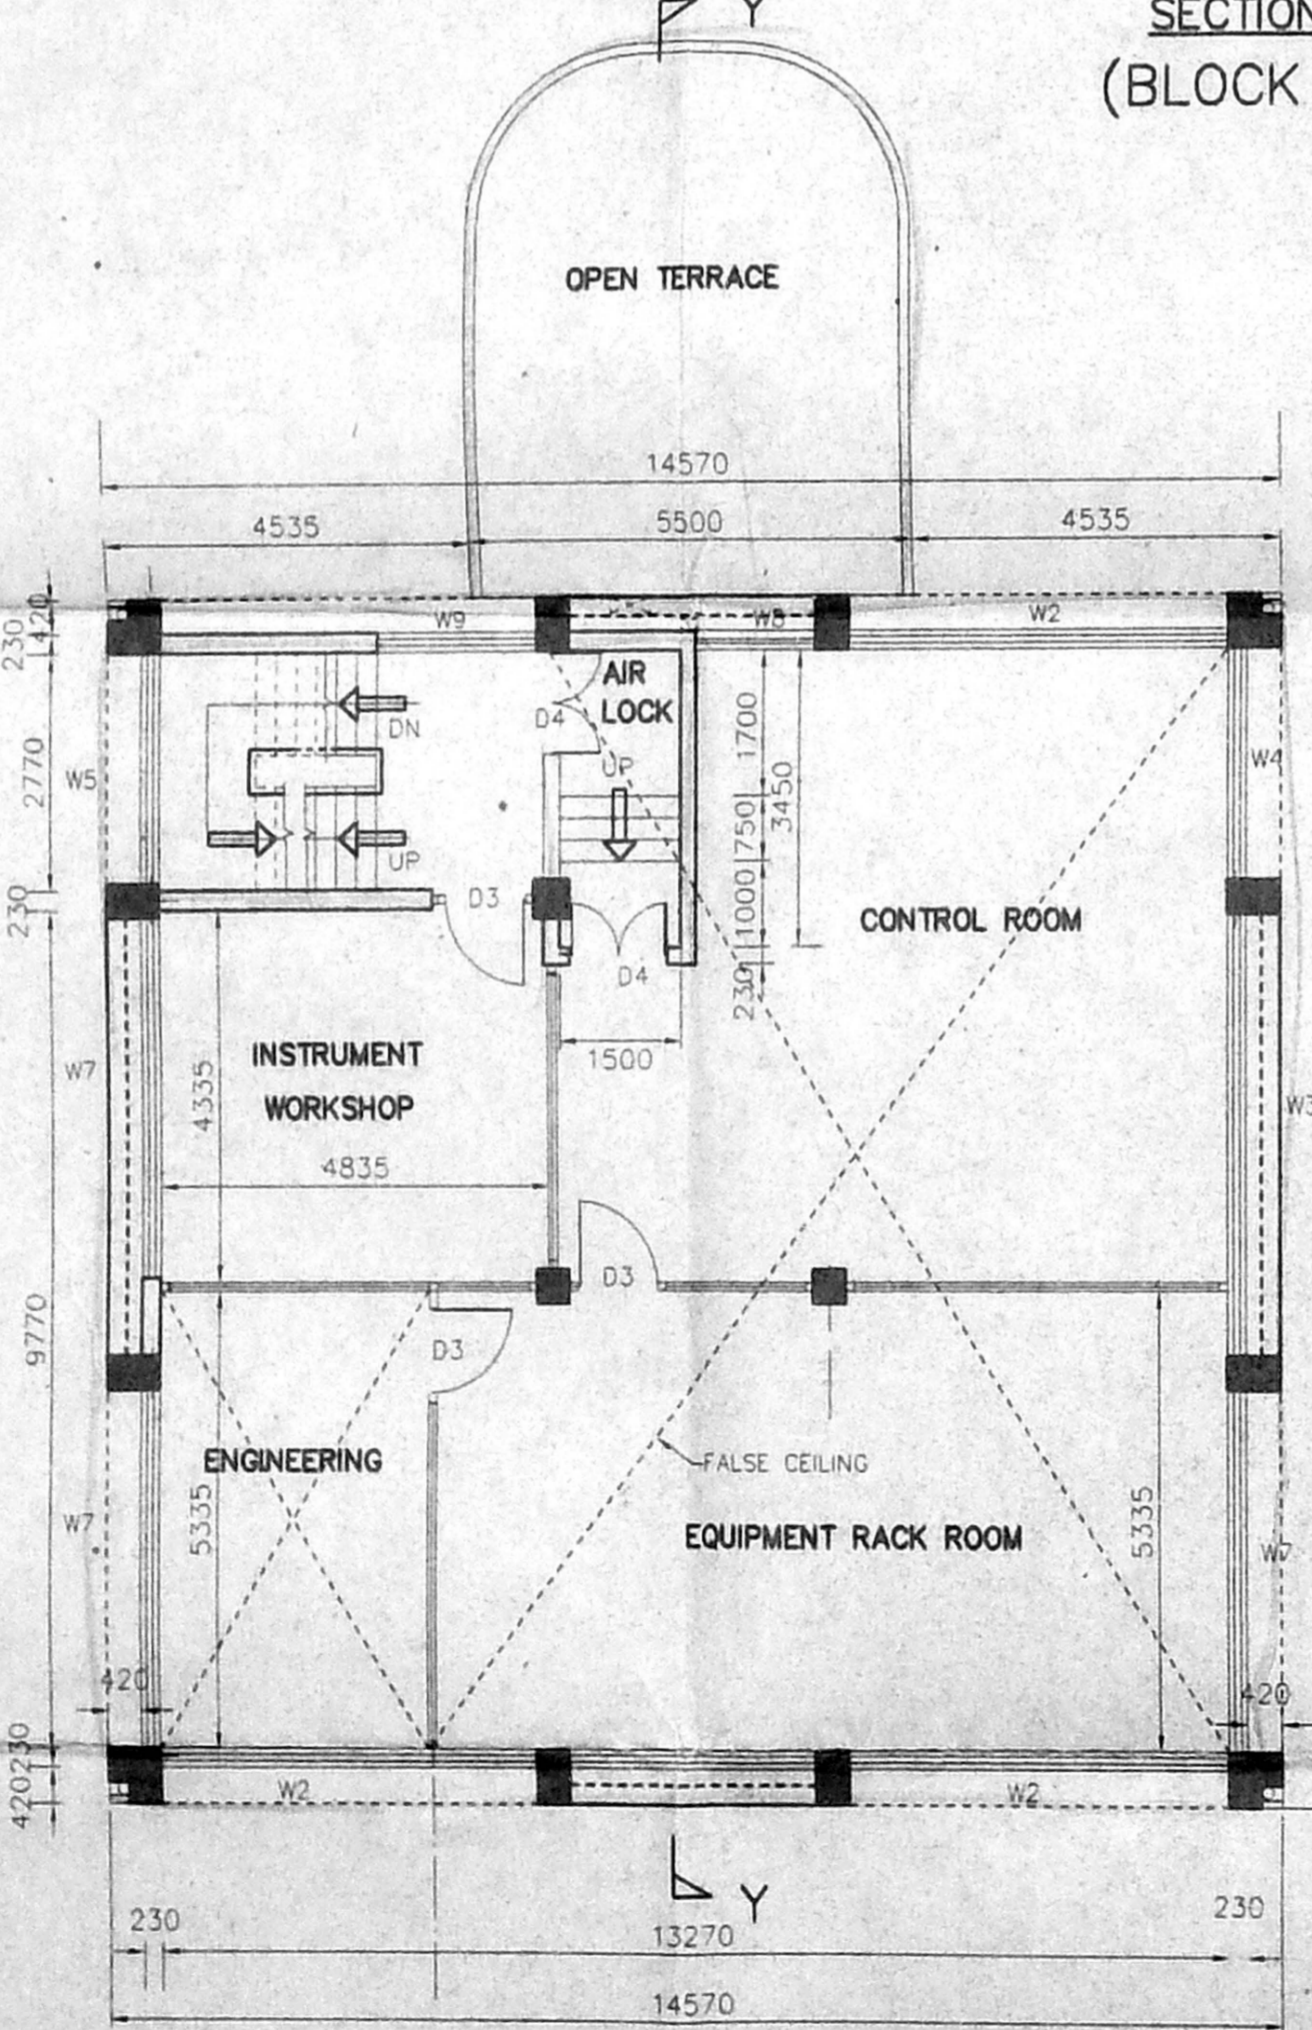 Y
SECTION
(BLOCK
OPEN TERRACE
14570
4535
5500
4535
420
230
W9
W8
W2
AIR
LOCK
D4
DN
UP
1700
2770
W5
W4
3450
750
UP
D3
230
1000
CONTROL ROOM
D4
230
1500
INSTRUMENT
WORKSHOP
W7
4335
W3
4835
D3
9770
D3
ENGINEERING
FALSE CEILING
5335
5335
EQUIPMENT RACK ROOM
W7
W7
420
420
230
420
W2
W2
Y
230
230
13270
14570